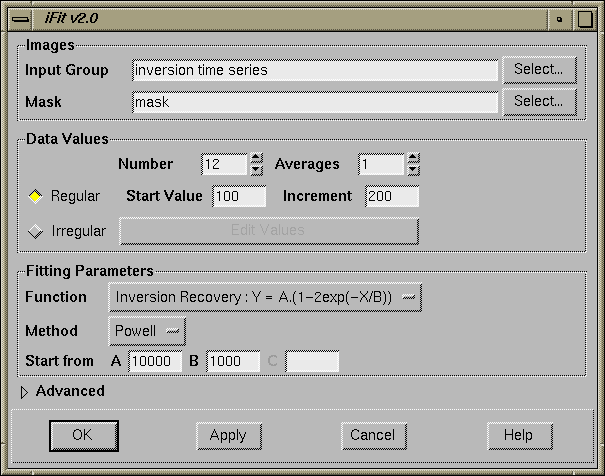 iFit v2.0
Images
Input Group inversion time series Select...
Mask mask Select...
Data Values
Number 12 Averages 1
Regular Start Value 100 Increment 200
Irregular Edit Values
Fitting Parameters
Function Inversion Recovery : Y = A.(1-2exp(-X/B))
Method Powell
Start from A 10000 B 1000 C
Advanced
OK Apply Cancel Help